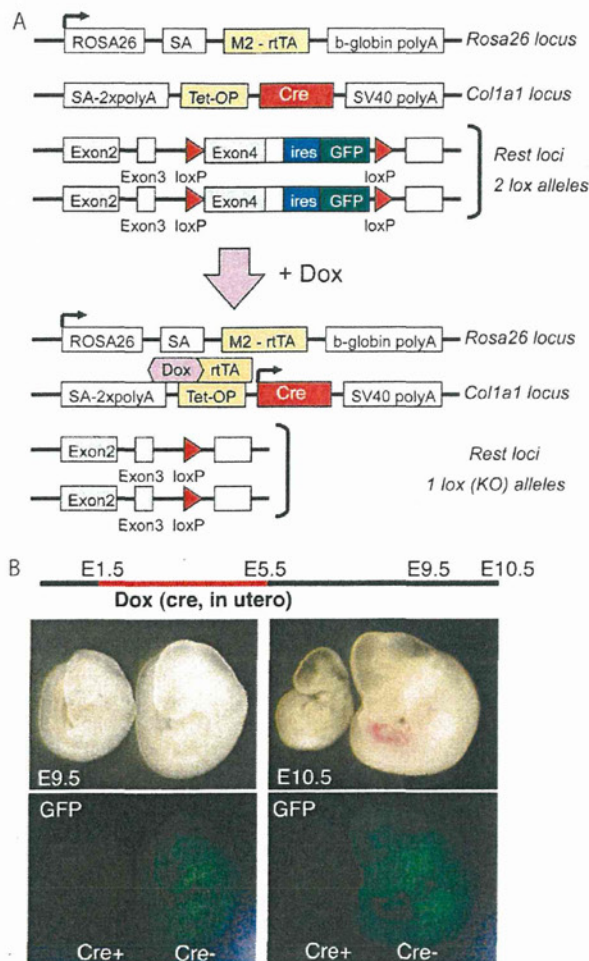 A
ROSA26 SA M2 - rtTA b-globin polyA Rosa26 locus
SA-2xpolyA Tet-OP Cre SV40 polyA Col1a1 locus
Exon2 Exon4 ires GFP
Exon3 loxP loxP
Exon2 Exon4 ires GFP
Exon3 loxP loxP
Rest loci
2 lox alleles
+ Dox
ROSA26 SA M2 - rtTA b-globin polyA Rosa26 locus
Dox rtTA
SA-2xpolyA Tet-OP Cre SV40 polyA Col1a1 locus
Exon2
Exon3 loxP
Exon2
Exon3 loxP
Rest loci
1 lox (KO) alleles
B
E1.5 E5.5 E9.5 E10.5
Dox (cre, in utero)
E9.5 E10.5
GFP GFP
Cre+ Cre- Cre+ Cre-